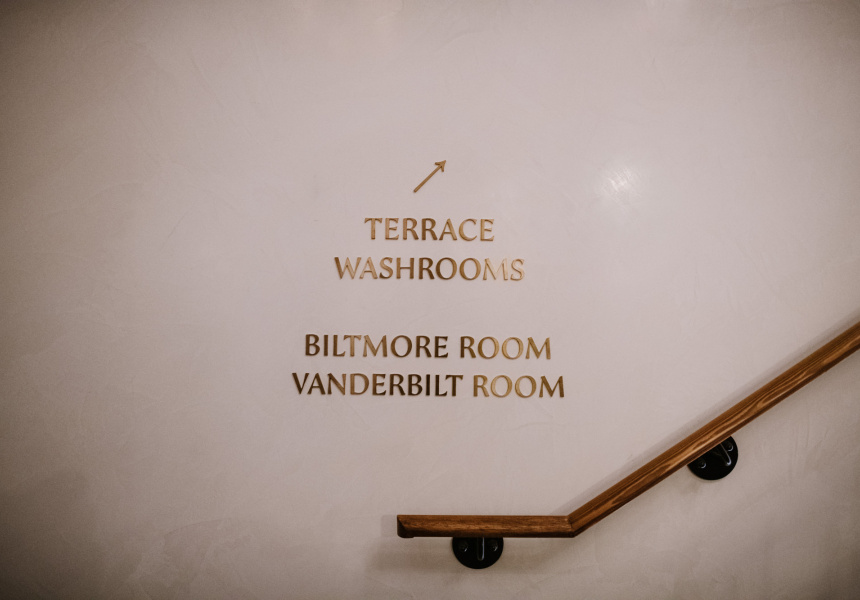 TERRACE
WASHROOMS
BILTMORE ROOM
VANDERBILT ROOM